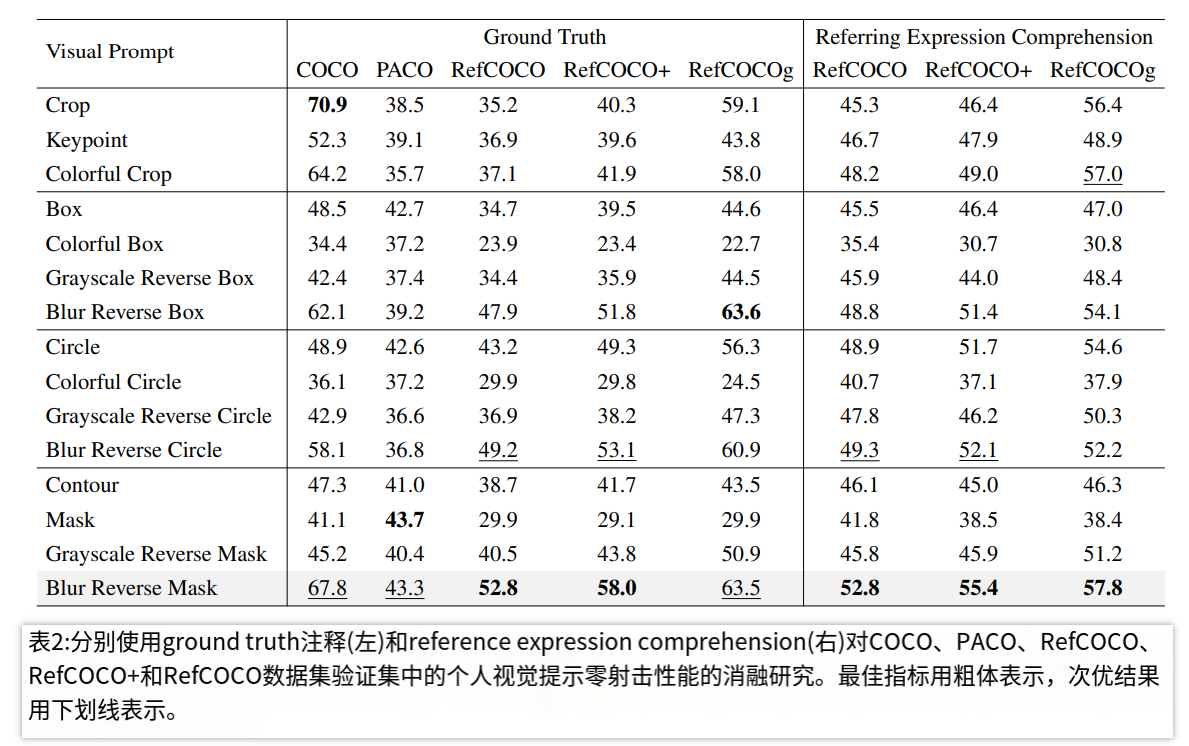 Visual Prompt Ground Truth Referring Expression Comprehension
COCO PACO RefCOCO RefCOCO+ RefCOCOg RefCOCO RefCOCO+ RefCOCOg
Crop 70.9 38.5 35.2 40.3 59.1 45.3 46.4 56.4
Keypoint 52.3 39.1 36.9 39.6 43.8 46.7 47.9 48.9
Colorful Crop 64.2 35.7 37.1 41.9 58.0 48.2 49.0 57.0
Box 48.5 42.7 34.7 39.5 44.6 45.5 46.4 47.0
Colorful Box 34.4 37.2 23.9 23.4 22.7 35.4 30.7 30.8
Grayscale Reverse Box 42.4 37.4 34.4 35.9 44.5 45.9 44.0 48.4
Blur Reverse Box 62.1 39.2 47.9 51.8 63.6 48.8 51.4 54.1
Circle 48.9 42.6 43.2 49.3 56.3 48.9 51.7 54.6
Colorful Circle 36.1 37.2 29.9 29.8 24.5 40.7 37.1 37.9
Grayscale Reverse Circle 42.9 36.6 36.9 38.2 47.3 47.8 46.2 50.3
Blur Reverse Circle 58.1 36.8 49.2 53.1 60.9 49.3 52.1 52.2
Contour 47.3 41.0 38.7 41.7 43.5 46.1 45.0 46.3
Mask 41.1 43.7 29.9 29.1 29.9 41.8 38.5 38.4
Grayscale Reverse Mask 45.2 40.4 40.5 43.8 50.9 45.8 45.9 51.2
Blur Reverse Mask 67.8 43.3 52.8 58.0 63.5 52.8 55.4 57.8
表2:分别使用ground truth注释(左)和reference expression comprehension(右)对COCO、PACO、RefCOCO、
RefCOCO+和RefCOCO数据集验证集中的个人视觉提示零射击性能的消融研究。最佳指标用粗体表示，次优结果
用下划线表示。